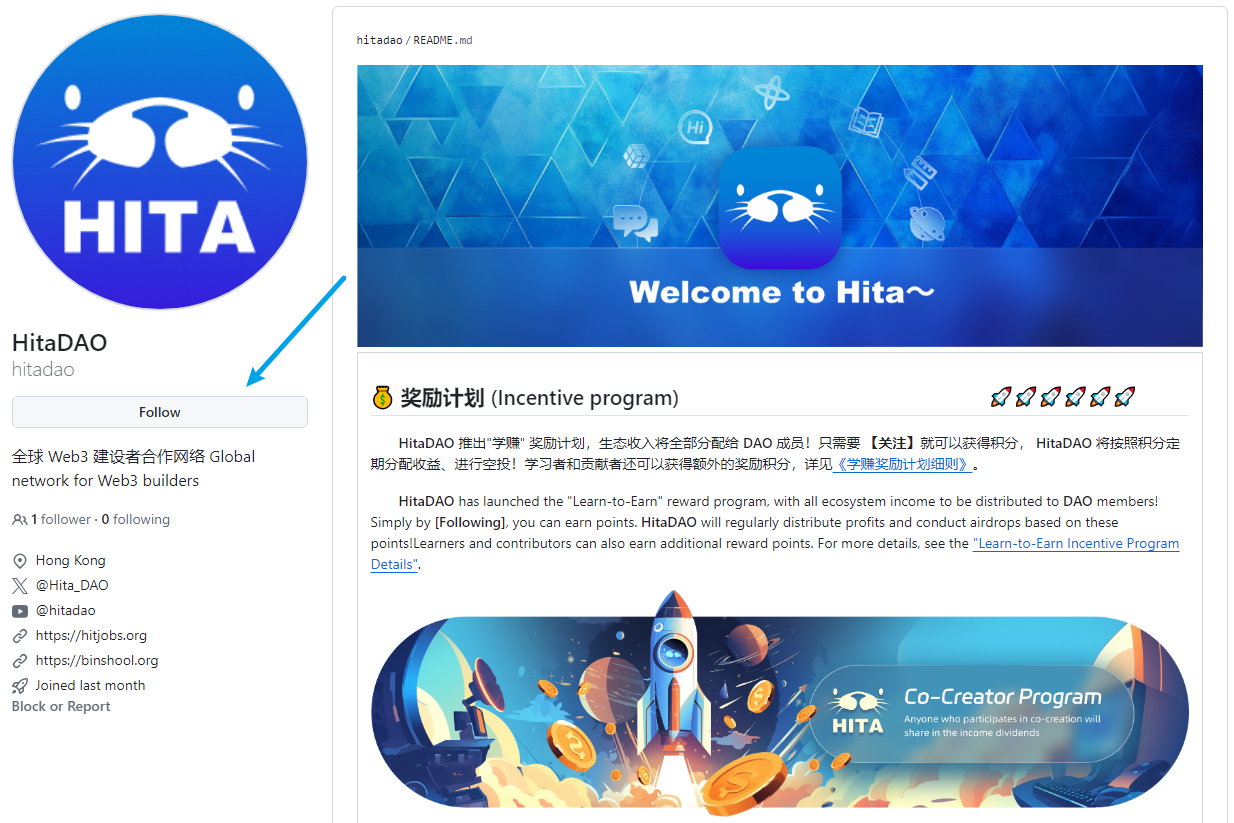 HITA
HitaDAO
hitadao
Follow
全球 Web3 建设者合作网络 Global
network for Web3 builders
1 follower · 0 following
Hong Kong
@Hita_DAO
@hitadao
https://hitjobs.org
https://binshool.org
Joined last month
Block or Report
hitadao/README.md
Hi
Welcome to Hita～
奖励计划 (Incentive program)
HitaDAO 推出"学赚" 奖励计划，生态收入将全部分配给 DAO 成员！只需要 【关注】就可以获得积分， HitaDAO 将按照积分定
期分配收益、进行空投！学习者和贡献者还可以获得额外的奖励积分，详见《学赚奖励计划细则》。
HitaDAO has launched the "Learn-to-Earn" reward program, with all ecosystem income to be distributed to DAO members!
Simply by [Following], you can earn points. HitaDAO will regularly distribute profits and conduct airdrops based on these
points!Learners and contributors can also earn additional reward points. For more details, see the "Learn-to-Earn Incentive Program
Details".
HITA
Co-Creator Program
Anyone who participates in co-creation will
share in the income dividends